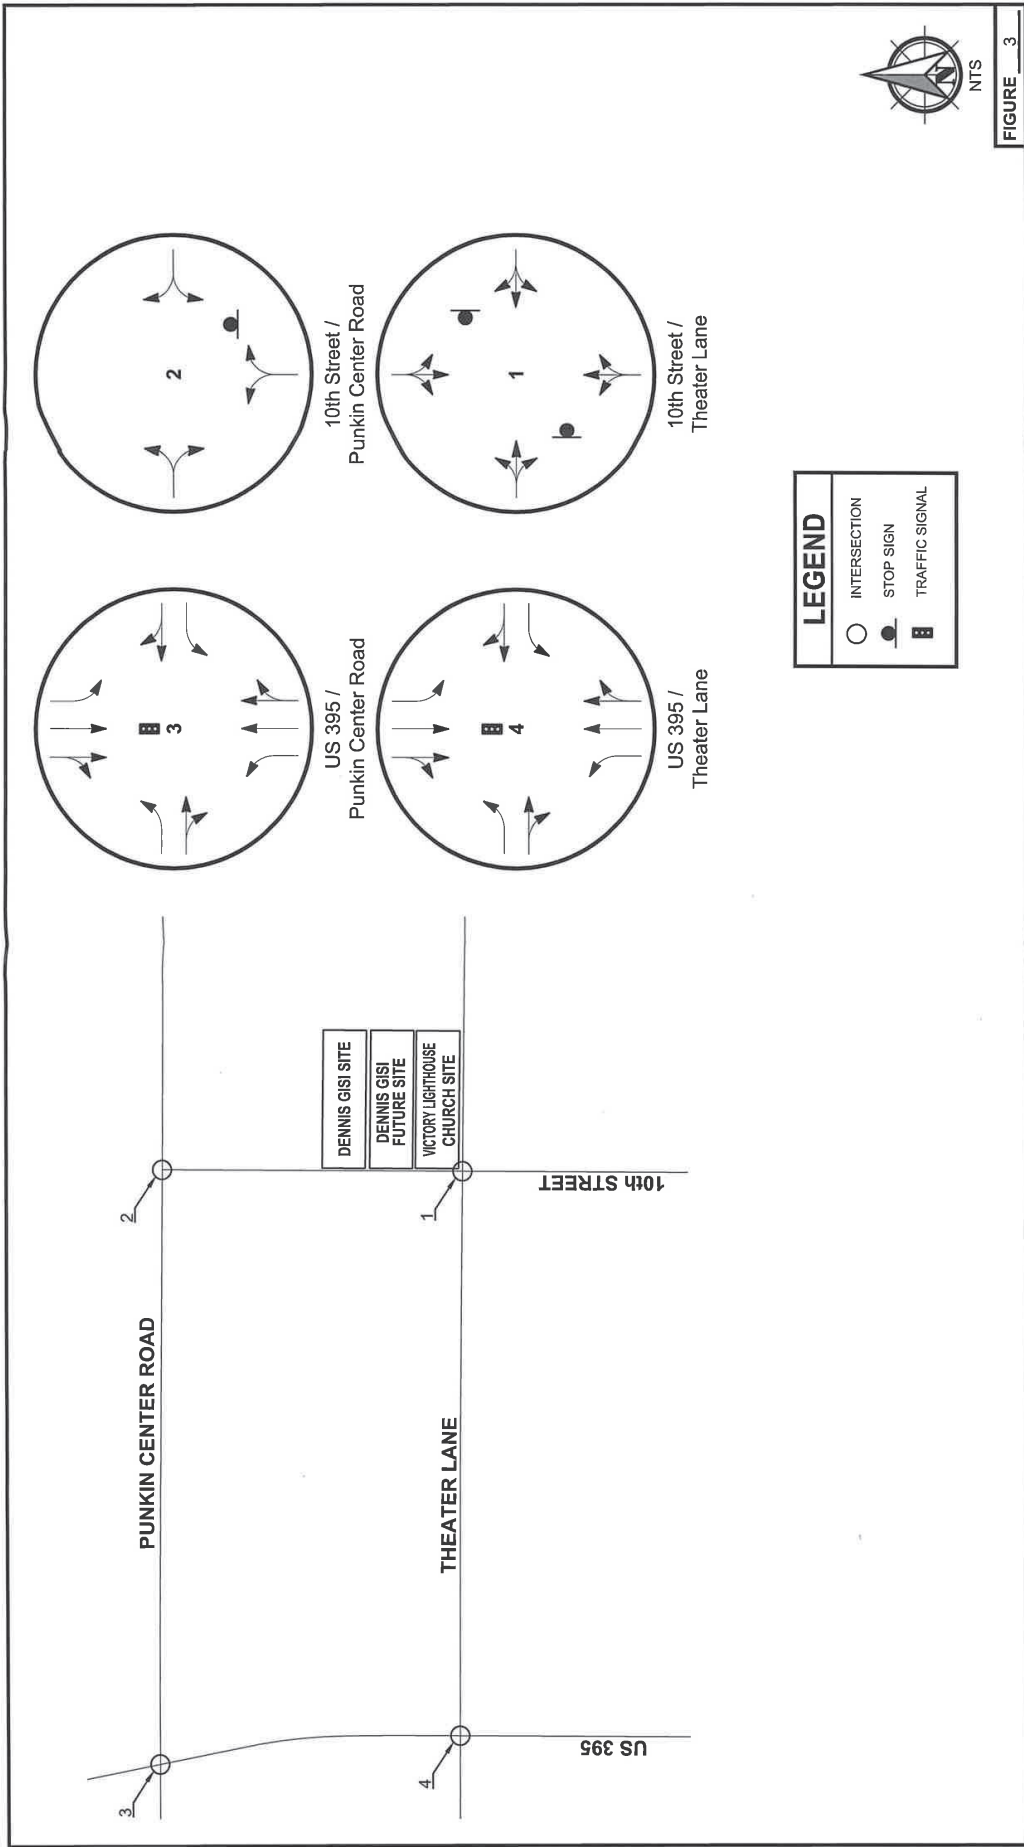 PUNKIN CENTER ROAD
THEATER LANE
10th STREET
US 395
3
2
4
1
DENNIS GISI SITE
DENNIS GISI
FUTURE SITE
VICTORY LIGHTHOUSE
CHURCH SITE
3
US 395 /
Punkin Center Road
2
10th Street /
Punkin Center Road
4
US 395 /
Theater Lane
1
10th Street /
Theater Lane
LEGEND
INTERSECTION
STOP SIGN
TRAFFIC SIGNAL
N
NTS
FIGURE 3